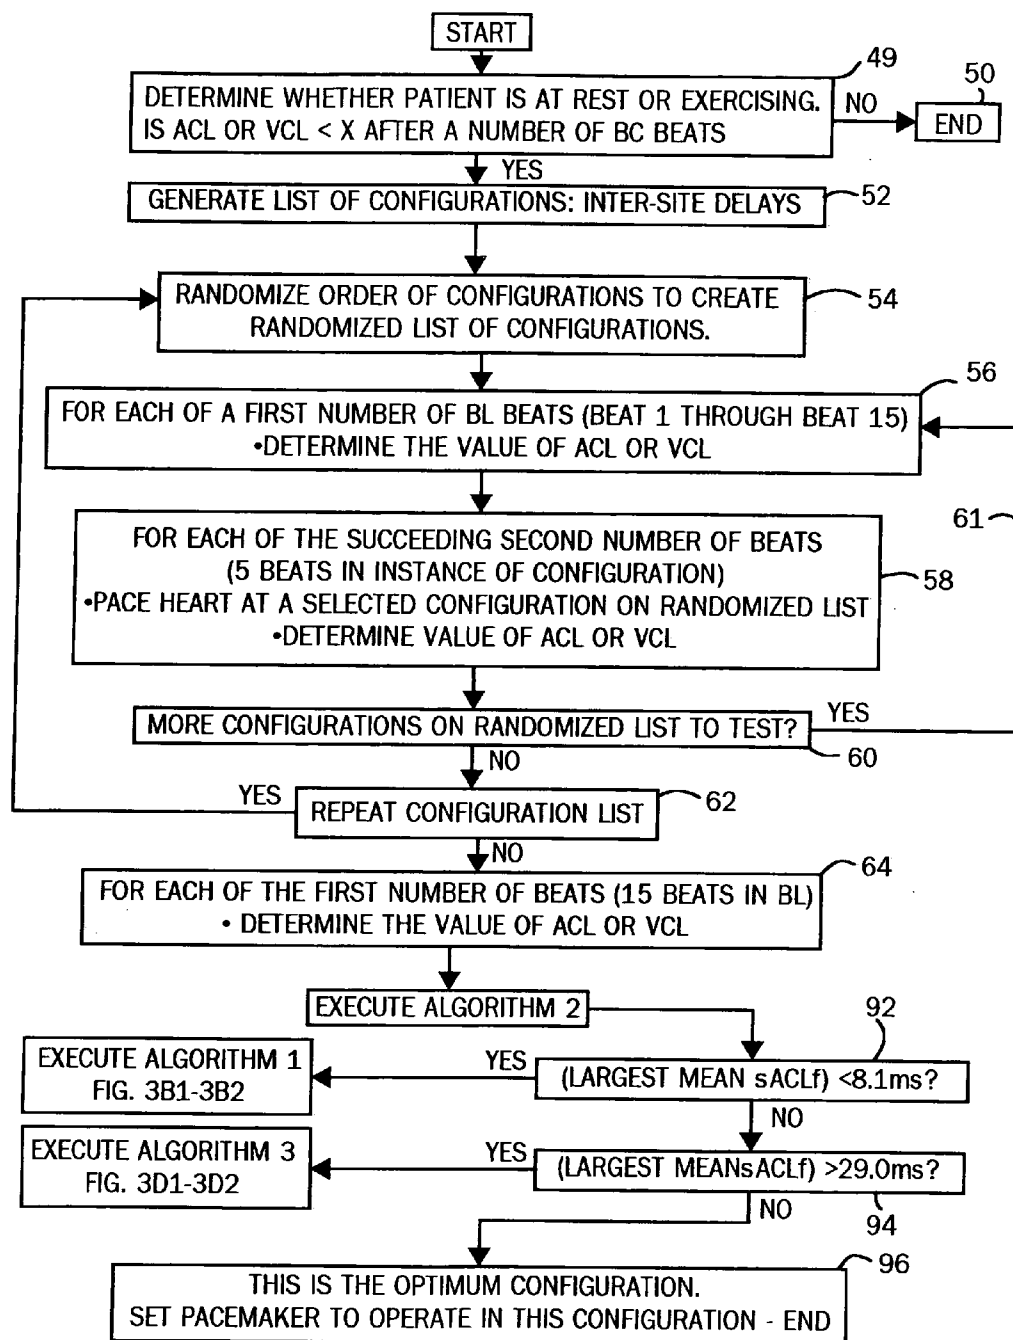 START
49
DETERMINE WHETHER PATIENT IS AT REST OR EXERCISING.
IS ACL OR VCL < X AFTER A NUMBER OF BC BEATS
NO
50
END
YES
GENERATE LIST OF CONFIGURATIONS: INTER-SITE DELAYS
52
RANDOMIZE ORDER OF CONFIGURATIONS TO CREATE
RANDOMIZED LIST OF CONFIGURATIONS.
54
56
FOR EACH OF A FIRST NUMBER OF BL BEATS (BEAT 1 THROUGH BEAT 15)
•DETERMINE THE VALUE OF ACL OR VCL
61
FOR EACH OF THE SUCCEEDING SECOND NUMBER OF BEATS
(5 BEATS IN INSTANCE OF CONFIGURATION)
•PACE HEART AT A SELECTED CONFIGURATION ON RANDOMIZED LIST
•DETERMINE VALUE OF ACL OR VCL
58
MORE CONFIGURATIONS ON RANDOMIZED LIST TO TEST?
YES
60
NO
YES
REPEAT CONFIGURATION LIST
62
NO
64
FOR EACH OF THE FIRST NUMBER OF BEATS (15 BEATS IN BL)
• DETERMINE THE VALUE OF ACL OR VCL
EXECUTE ALGORITHM 2
92
(LARGEST MEAN sACLf) <8.1ms?
YES
EXECUTE ALGORITHM 1
FIG. 3B1-3B2
NO
(LARGEST MEANsACLf) >29.0ms?
94
YES
EXECUTE ALGORITHM 3
FIG. 3D1-3D2
NO
96
THIS IS THE OPTIMUM CONFIGURATION.
SET PACEMAKER TO OPERATE IN THIS CONFIGURATION - END